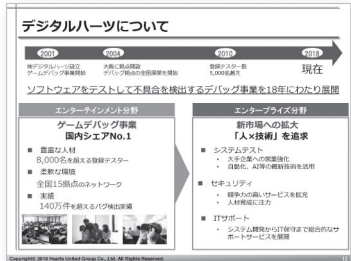 デジタルハーツについて
2001
2004
2010
2018
㈱デジタルハーツ設立
ゲームデバッグ事業開始
大阪に拠点開設
デバッグ拠点の全国展開を開始
登録テスター数
5,000名超え
現在
ソフトウェアをテストして不具合を検出するデバッグ事業を18年にわたり展開
エンターテインメント分野
ゲームデバッグ事業
国内シェアNo.1
■ 豊富な人材
8,000名を超える登録テスター
■ 柔軟な環境
全国15拠点のネットワーク
■ 実績
140万件を超えるバグ検出実績
エンタープライズ分野
新市場への拡大
「人×技術」を追求
■ システムテスト
• 大手企業への営業強化
• 自動化、AI等の最新技術を活用
■ セキュリティ
• 競争力の高いサービスを拡充
• 人材育成に注力
■ ITサポート
• システム開発からIT保守まで総合的なサ
ポートサービスを展開
Copyright© 2018 Hearts United Group Co., Ltd. All Rights Reserved.